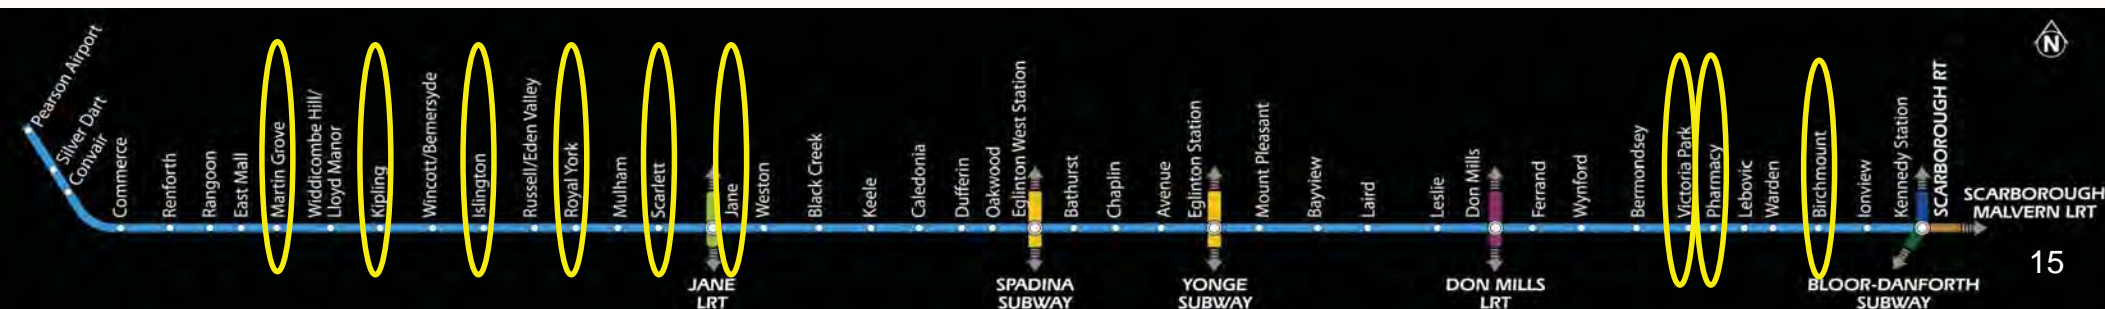 Pearson Airport
Silver Dart
Convair
Commerce
Renforth
Rangoon
East Mall
Martin Grove
Widdicombe Hill/
Lloyd Manor
Kipling
Wincott/Bemersyde
Islington
Russell/Eden Valley
Royal York
Mulham
Scarlett
Jane
Weston
Black Creek
Keele
Caledonia
Dufferin
Oakwood
Eglinton West Station
Bathurst
Chaplin
Avenue
Eglinton Station
Mount Pleasant
Bayview
Laird
Leslie
Don Mills
Ferrand
Wynford
Bermondsey
Victoria Park
Pharmacy
Lebovic
Warden
Birchmount
Ionview
Kennedy Station
SCARBOROUGH RT
N
SCARBOROUGH
MALVERN LRT
JANE
LRT
SPADINA
SUBWAY
YONGE
SUBWAY
DON MILLS
LRT
BLOOR-DANFORTH
SUBWAY
15